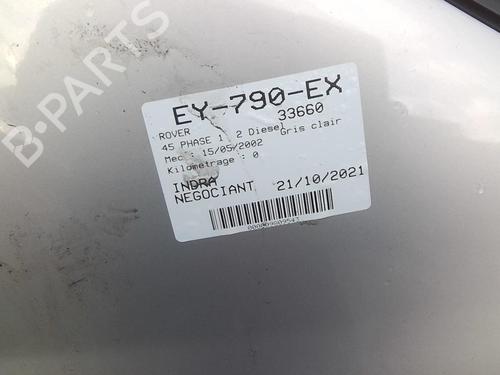 EY-790-EX
33660
ROVER
45 PHASE 1 2 Diesel
Gris clair
Mec : 15/05/2002
Kilometrage : 0
INDRA
NEGOCIANT 21/10/2021
B-PARTS